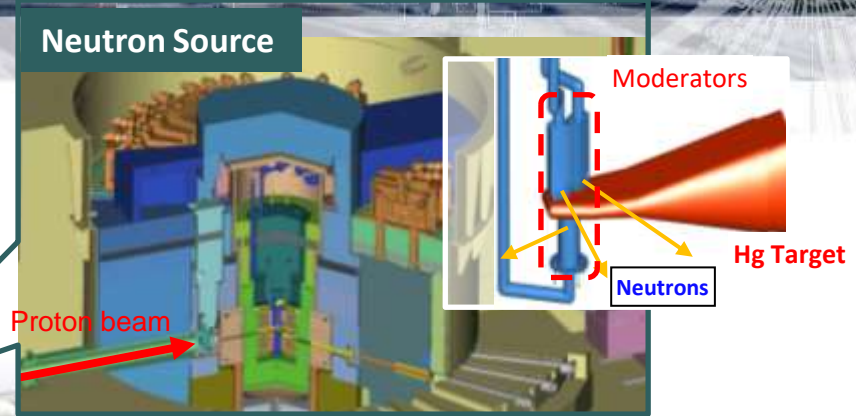 Neutron Source
Moderators
Hg Target
Neutrons
Proton beam